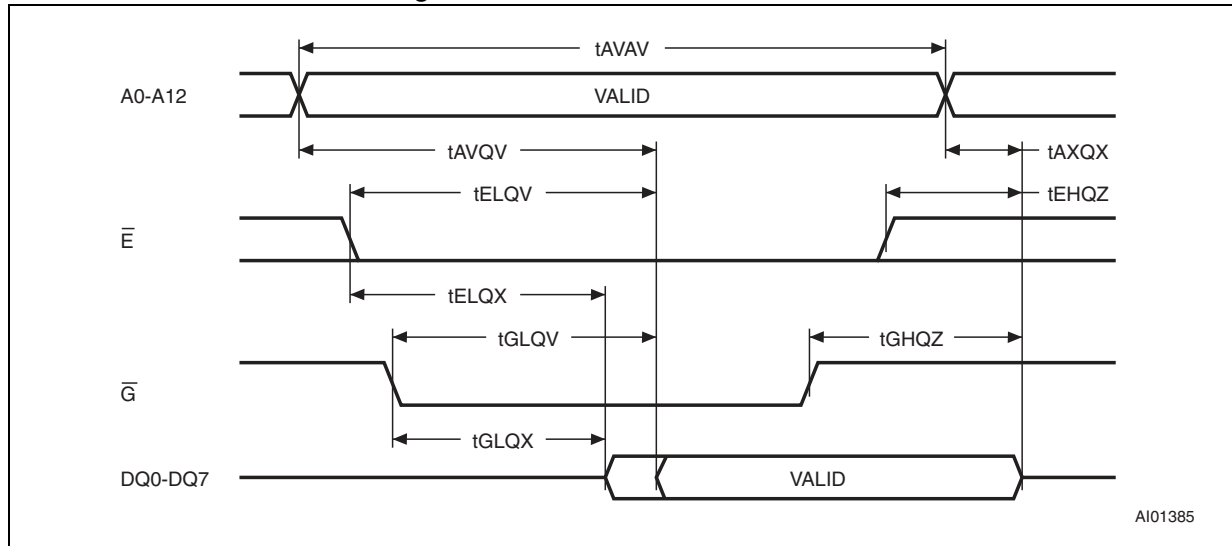 g
tAVAV
A0-A12
VALID
tAVQV
tAXQX
tELQV
tEHQZ
E̅
tELQX
tGLQV
tGHQZ
G̅
tGLQX
DQ0-DQ7
VALID
AI01385